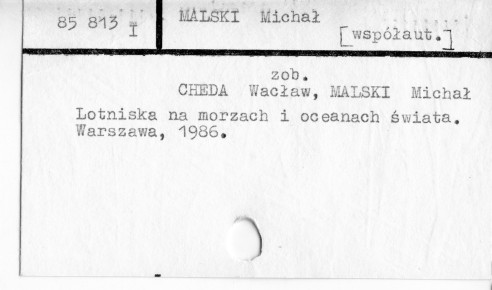 85 813 I
MALSKI Michał
[współaut.]
zob.
CHEDA Wacław, MALSKI Michał
Lotniska na morzach i oceanach świata.
Warszawa, 1986.